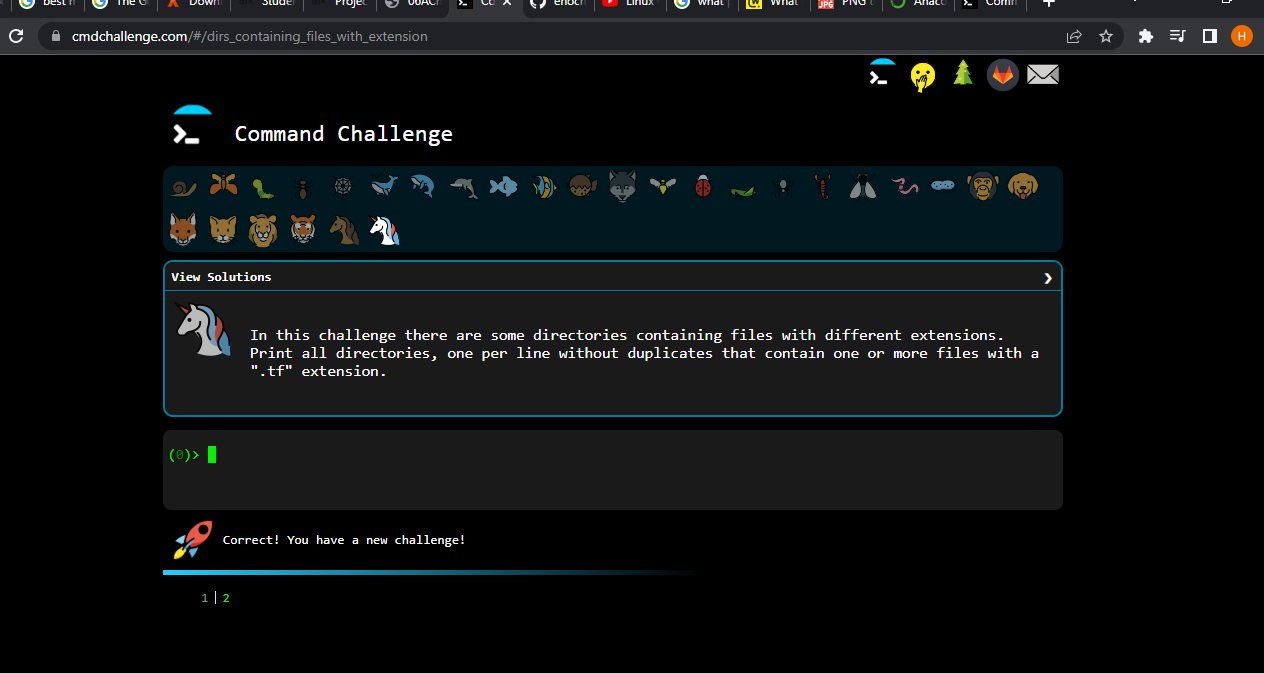 best
The G
Down
Stude
Projec
06AC
Co
enoch
Linux
what
What
PNG t
Anac
Comm
cmdchallenge.com/#/dirs_containing_files_with_extension
H
Command Challenge
View Solutions
In this challenge there are some directories containing files with different extensions.
Print all directories, one per line without duplicates that contain one or more files with a
".tf" extension.
(0)>
Correct! You have a new challenge!
1 | 2